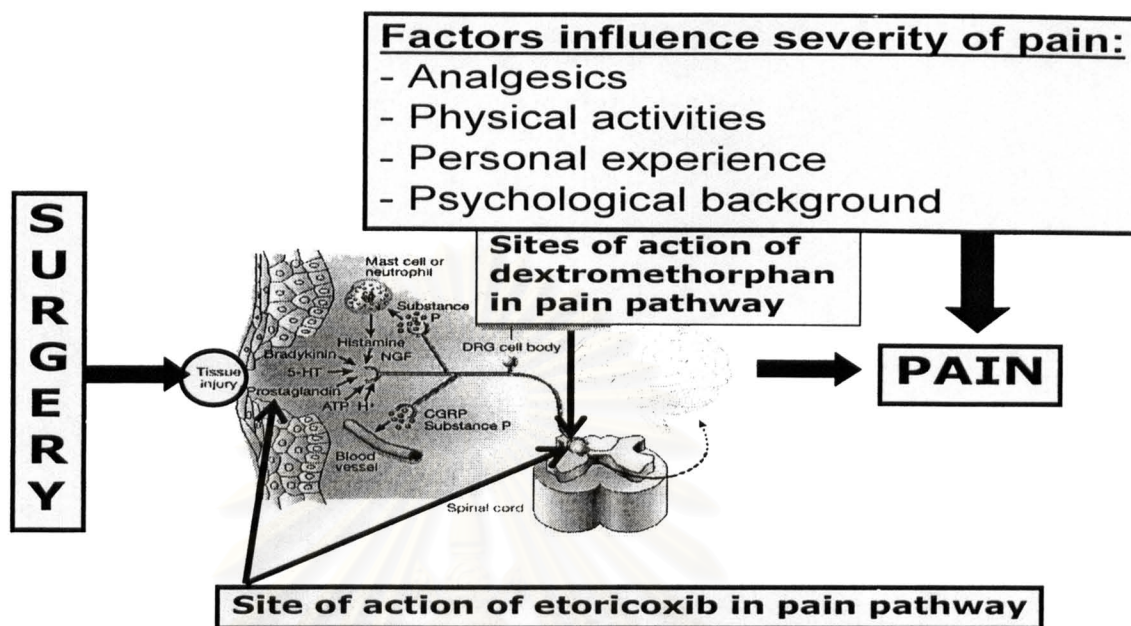 Factors influence severity of pain:
- Analgesics
- Physical activities
- Personal experience
- Psychological background
SURGERY
Sites of action of
dextromethorphan
in pain pathway
Mast cell or
neutrophil
Substance
P
Histamine
NGF
Bradykinin
5-HT
Prostaglandin
ATP H+
DRG cell body
Tissue
injury
CGRP
Substance P
Blood
vessel
Spinal cord
PAIN
Site of action of etoricoxib in pain pathway